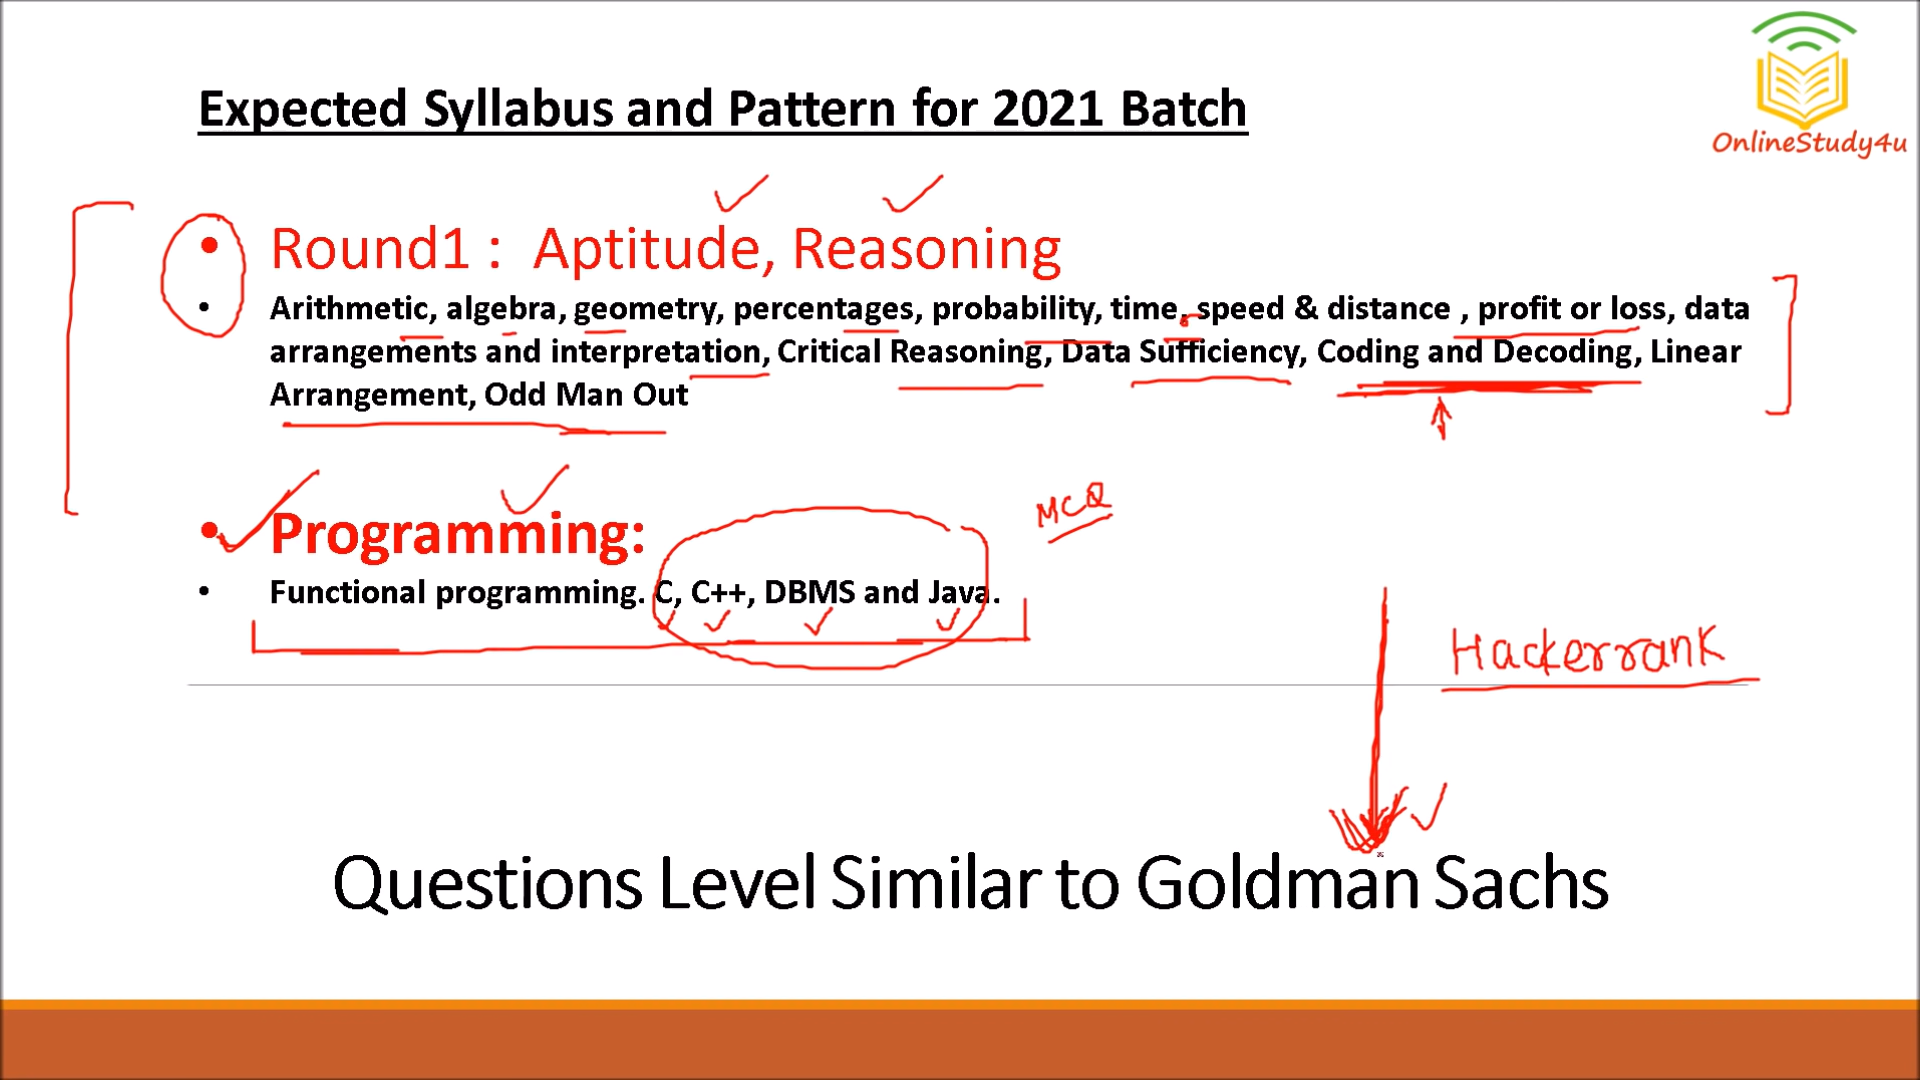 Expected Syllabus and Pattern for 2021 Batch
OnlineStudy4u
• Round1 : Aptitude, Reasoning
• Arithmetic, algebra, geometry, percentages, probability, time, speed & distance , profit or loss, data
arrangements and interpretation, Critical Reasoning, Data Sufficiency, Coding and Decoding, Linear
Arrangement, Odd Man Out
MCQ
• Programming:
• Functional programming. C, C++, DBMS and Java.
Hackerrank
Questions Level Similar to Goldman Sachs